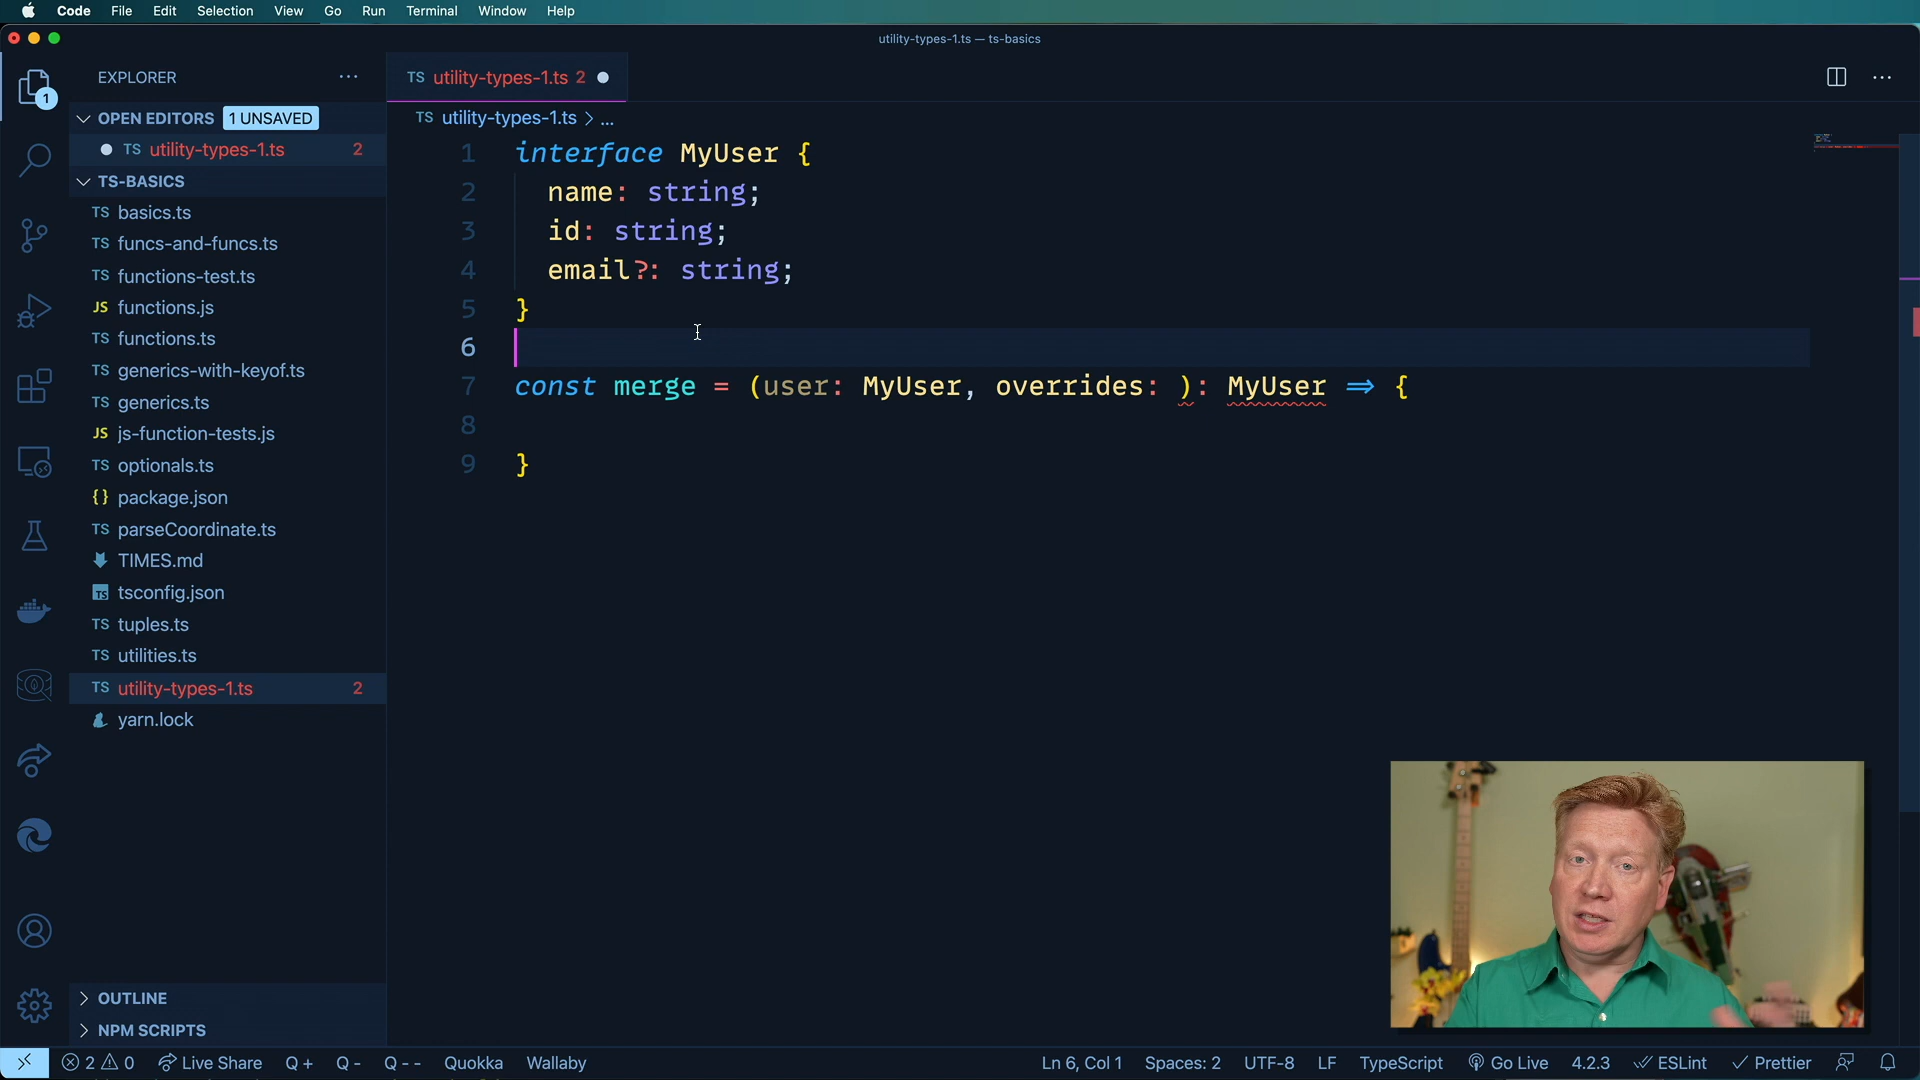 Code File Edit Selection View Go Run Terminal Window Help
utility-types-1.ts — ts-basics
1
EXPLORER ...
OPEN EDITORS 1 UNSAVED
TS utility-types-1.ts 2
TS-BASICS
TS basics.ts
TS funcs-and-funcs.ts
TS functions-test.ts
JS functions.js
TS functions.ts
TS generics-with-keyof.ts
TS generics.ts
JS js-function-tests.js
TS optionals.ts
{} package.json
TS parseCoordinate.ts
TIMES.md
TS tsconfig.json
TS tuples.ts
TS utilities.ts
TS utility-types-1.ts 2
yarn.lock
OUTLINE
NPM SCRIPTS
TS utility-types-1.ts 2
...
TS utility-types-1.ts > ...
1 interface MyUser {
2 name: string;
3 id: string;
4 email?: string;
5 }
6
7 const merge = (user: MyUser, overrides: ): MyUser => {
8
9 }
2 0 Live Share Q+ Q- Q-- Quokka Wallaby Ln 6, Col 1 Spaces: 2 UTF-8 LF TypeScript Go Live 4.2.3 ESLint Prettier